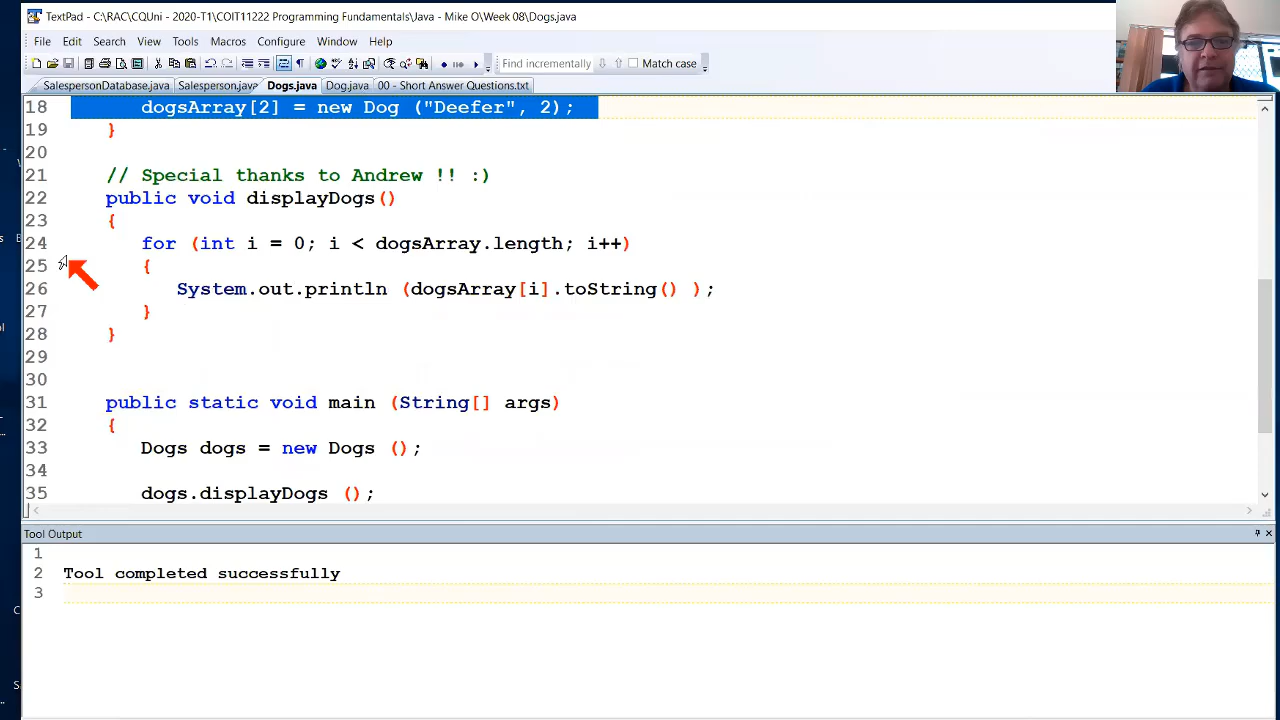 TextPad - C:\RAC\CQUni - 2020-T1\COIT11222 Programming Fundamentals\Java - Mike O\Week 08\Dogs.java
File Edit Search View Tools Macros Configure Window Help
Find incrementally Match case
SalespersonDatabase.java Salesperson.java Dogs.java Dog.java 00 - Short Answer Questions.txt
18 dogsArray[2] = new Dog ("Deefer", 2);
19 }
20
21 // Special thanks to Andrew !! :)
22 public void displayDogs()
23 {
24 for (int i = 0; i < dogsArray.length; i++)
25 {
26 System.out.println (dogsArray[i].toString() );
27 }
28 }
29
30
31 public static void main (String[] args)
32 {
33 Dogs dogs = new Dogs ();
34
35 dogs.displayDogs ();
Tool Output
1
2 Tool completed successfully
3